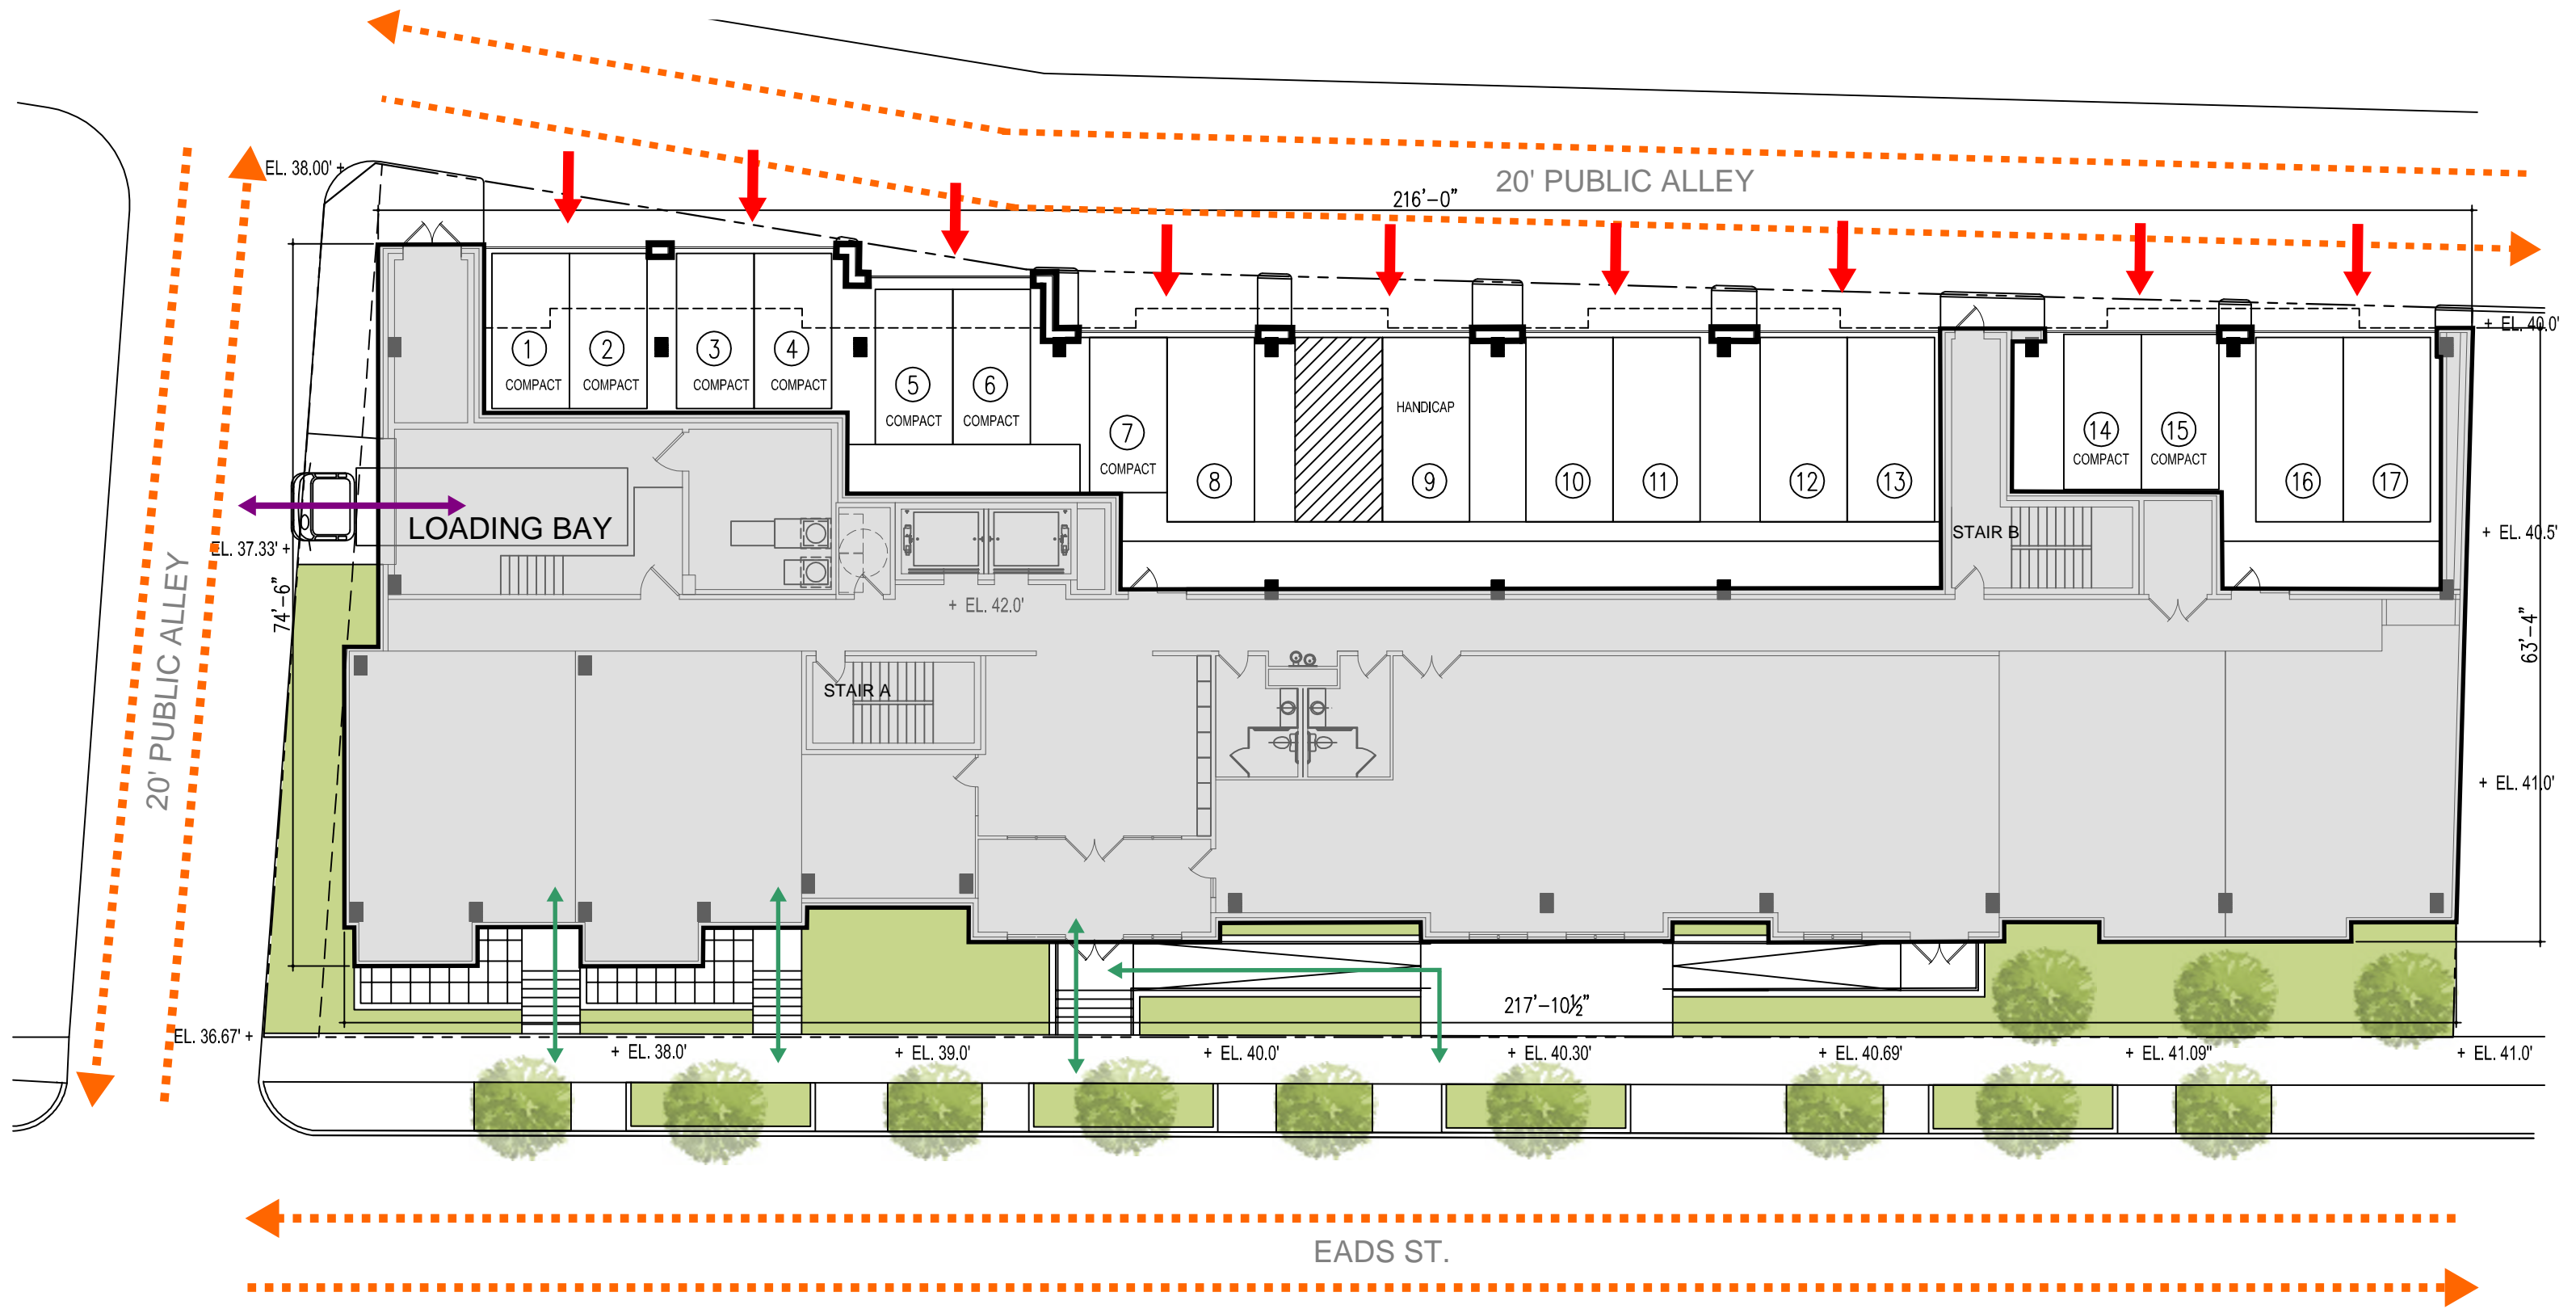 EL. 38.00' +
20' PUBLIC ALLEY
216'-0"
+ EL. 40.0'
1
COMPACT
2
COMPACT
3
COMPACT
4
COMPACT
5
COMPACT
6
COMPACT
7
COMPACT
8
HANDICAP
9
10
11
12
13
14
COMPACT
15
COMPACT
16
17
LOADING BAY
STAIR B
+ EL. 40.5'
EL. 37.33' +
74'-6"
20' PUBLIC ALLEY
+ EL. 42.0'
63'-4"
STAIR A
+ EL. 41.0'
217'-10½"
EL. 36.67' +
+ EL. 38.0'
+ EL. 39.0'
+ EL. 40.0'
+ EL. 40.30'
+ EL. 40.69'
+ EL. 41.09"
+ EL. 41.0'
EADS ST.